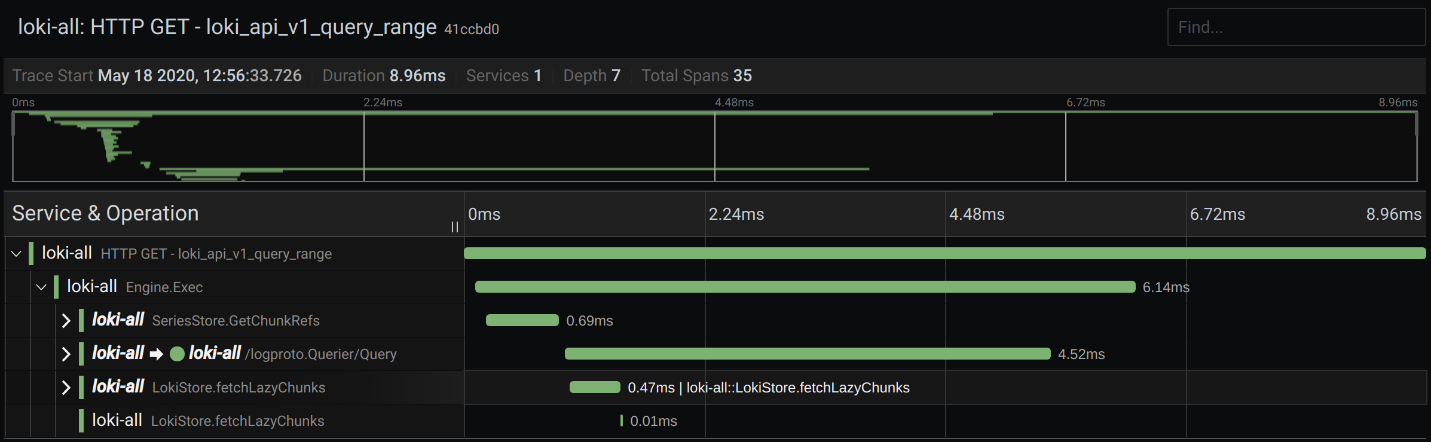 loki-all: HTTP GET - loki_api_v1_query_range 41ccbd0 Find...
Trace Start May 18 2020, 12:56:33.726 Duration 8.96ms Services 1 Depth 7 Total Spans 35
0ms 2.24ms 4.48ms 6.72ms 8.96ms
Service & Operation 0ms 2.24ms 4.48ms 6.72ms 8.96ms
loki-all HTTP GET - loki_api_v1_query_range
loki-all Engine.Exec 6.14ms
loki-all SeriesStore.GetChunkRefs 0.69ms
loki-all loki-all /logproto.Querier/Query 4.52ms
loki-all LokiStore.fetchLazyChunks 0.47ms | loki-all::LokiStore.fetchLazyChunks
loki-all LokiStore.fetchLazyChunks 0.01ms